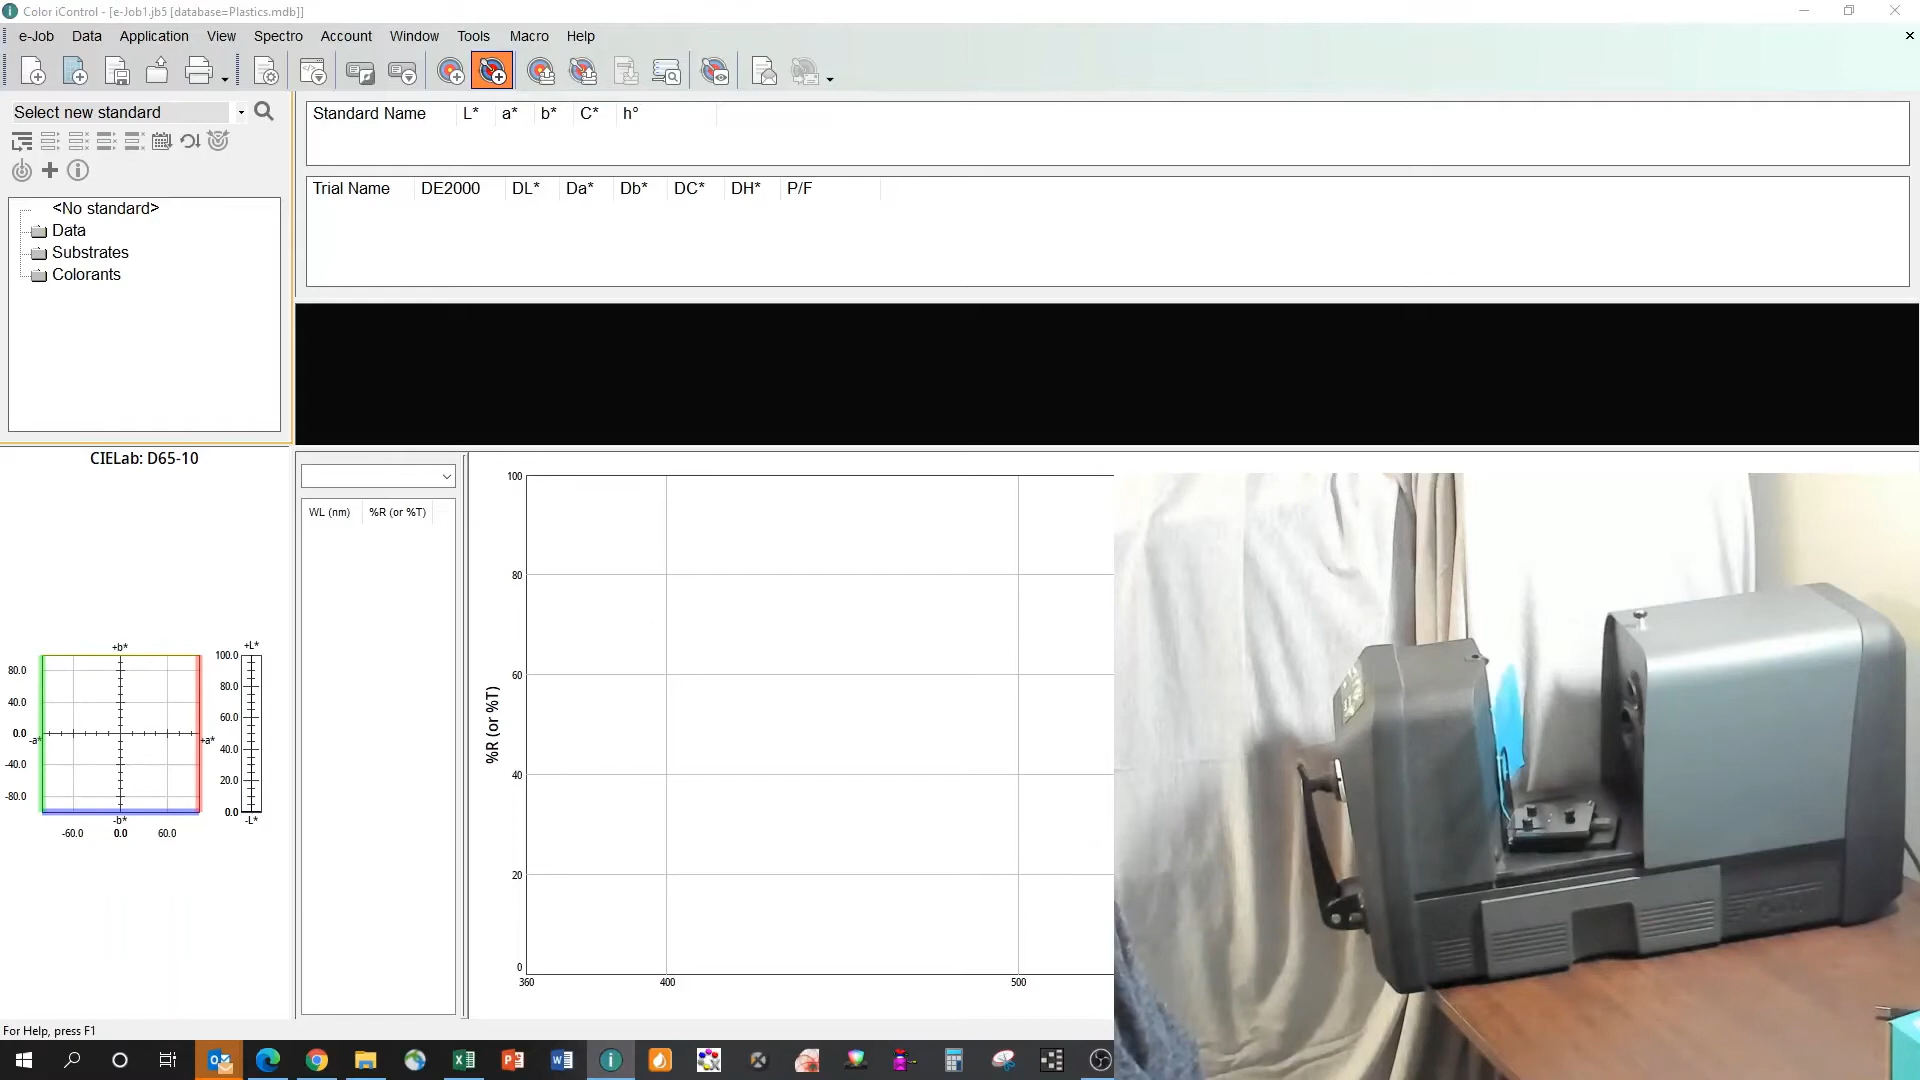 Color iControl - [e-Job1.jb5 [database=Plastics.mdb]]
e-Job Data Application View Spectro Account Window Tools Macro Help
Select new standard
<No standard>
Data
Substrates
Colorants
Standard Name L* a* b* C* h°
Trial Name DE2000 DL* Da* Db* DC* DH* P/F
CIELab: D65-10
+b*
80.0
40.0
0.0
-40.0
-80.0
-a*
+a*
-b*
-60.0 0.0 60.0
+L*
100.0
80.0
60.0
40.0
20.0
0.0
-L*
WL (nm) %R (or %T)
%R (or %T)
100
80
60
40
20
0
360 400 500
For Help, press F1